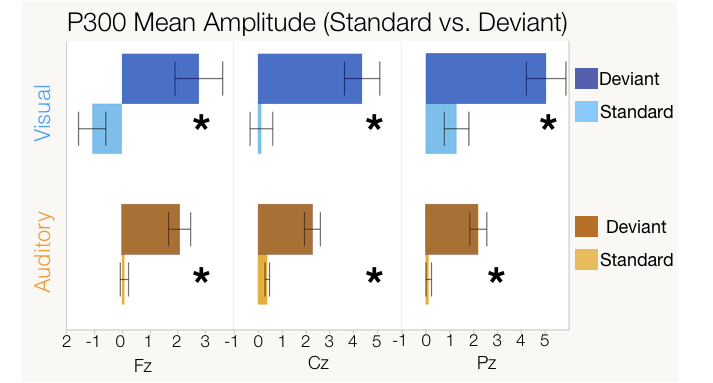 P300 Mean Amplitude (Standard vs. Deviant)
Visual
*
*
*
Deviant
Standard
Auditory
*
*
*
Deviant
Standard
2 -1 0 1 2 3 -1 0 1 2 3 4 5 -1 0 1 2 3 4 5
Fz
Cz
Pz